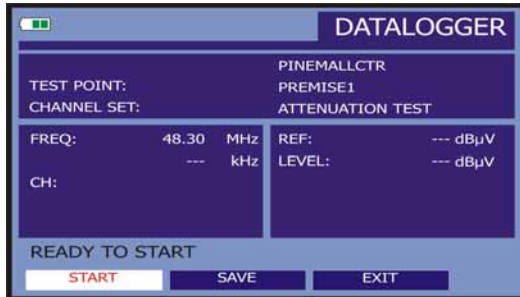 DATALOGGER
PINEMALLCTR
TEST POINT: PREMISE1
CHANNEL SET: ATTENUATION TEST
FREQ: 48.30 MHz
--- kHz
CH:
REF: --- dBµV
LEVEL: --- dBµV
READY TO START
START SAVE EXIT